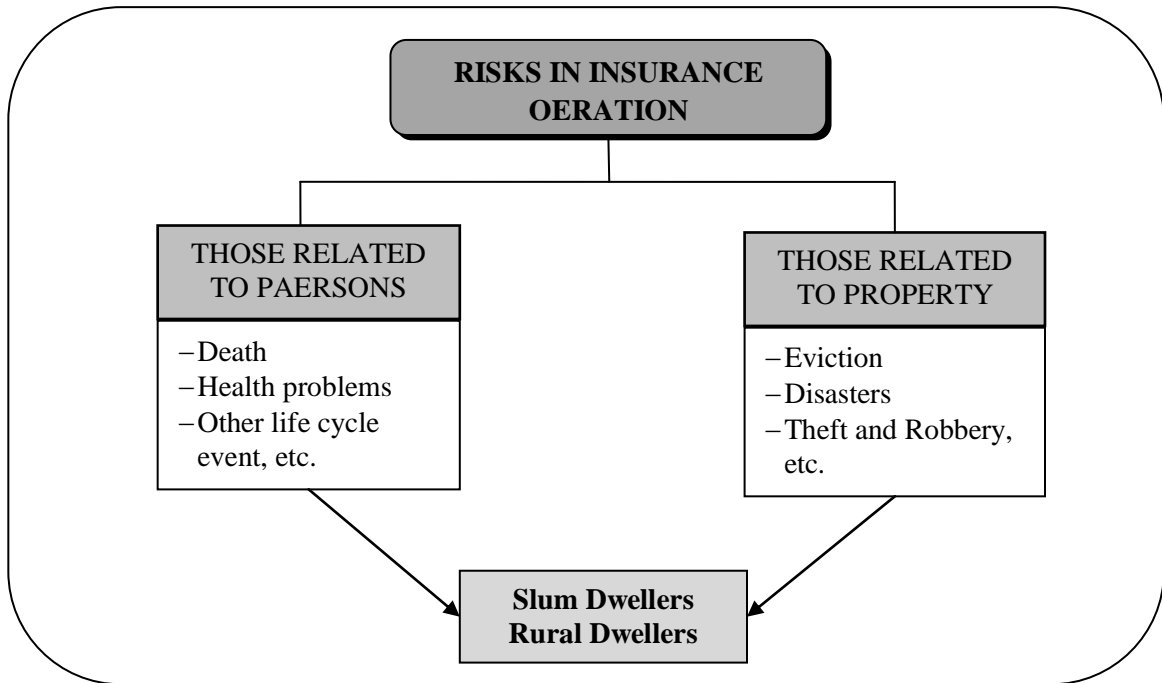 RISKS IN INSURANCE
OERATION
THOSE RELATED
TO PAERSONS
–Death
–Health problems
–Other life cycle
event, etc.
THOSE RELATED
TO PROPERTY
–Eviction
–Disasters
–Theft and Robbery,
etc.
Slum Dwellers
Rural Dwellers